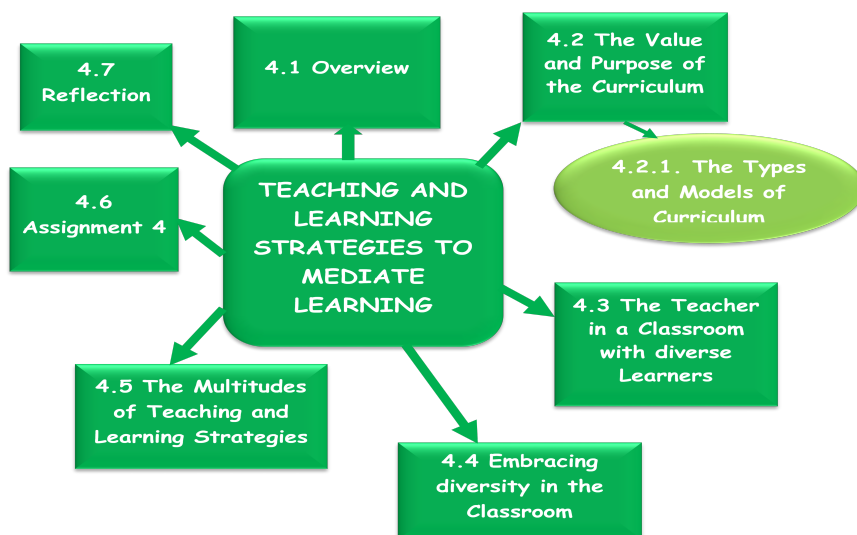 TEACHING AND
LEARNING
STRATEGIES TO
MEDIATE
LEARNING
4.1 Overview
4.2 The Value
and Purpose of
the Curriculum
4.2.1. The Types
and Models of
Curriculum
4.3 The Teacher
in a Classroom
with diverse
Learners
4.4 Embracing
diversity in the
Classroom
4.5 The Multitudes
of Teaching and
Learning Strategies
4.6
Assignment 4
4.7
Reflection